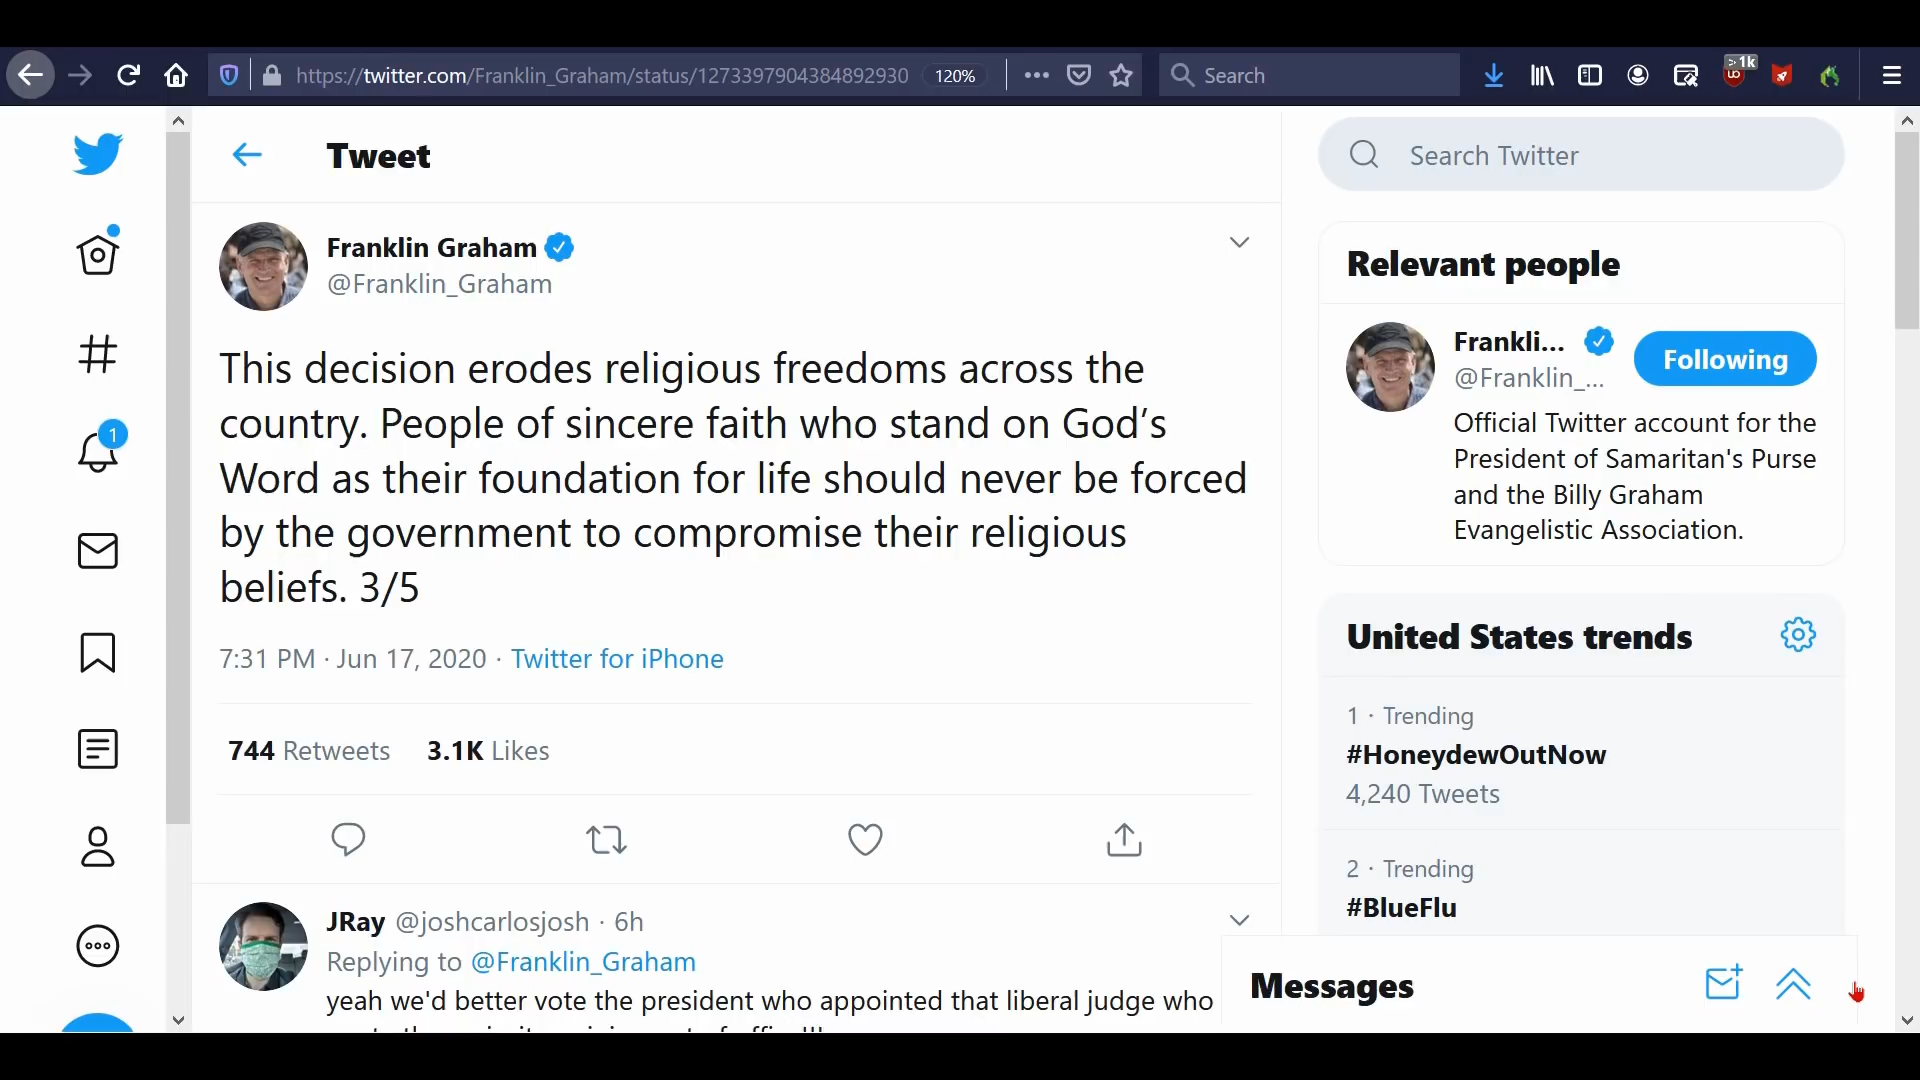 https://twitter.com/Franklin_Graham/status/1273397904384892930
120%
Search
>1k
Tweet
Search Twitter
Franklin Graham
@Franklin_Graham
This decision erodes religious freedoms across the
country. People of sincere faith who stand on God’s
Word as their foundation for life should never be forced
by the government to compromise their religious
beliefs. 3/5
7:31 PM · Jun 17, 2020 · Twitter for iPhone
744 Retweets 3.1K Likes
JRay @joshcarlosjosh · 6h
Replying to @Franklin_Graham
yeah we'd better vote the president who appointed that liberal judge who
Relevant people
Frankli...
@Franklin_...
Following
Official Twitter account for the
President of Samaritan's Purse
and the Billy Graham
Evangelistic Association.
United States trends
1 · Trending
#HoneydewOutNow
4,240 Tweets
2 · Trending
#BlueFlu
Messages
1